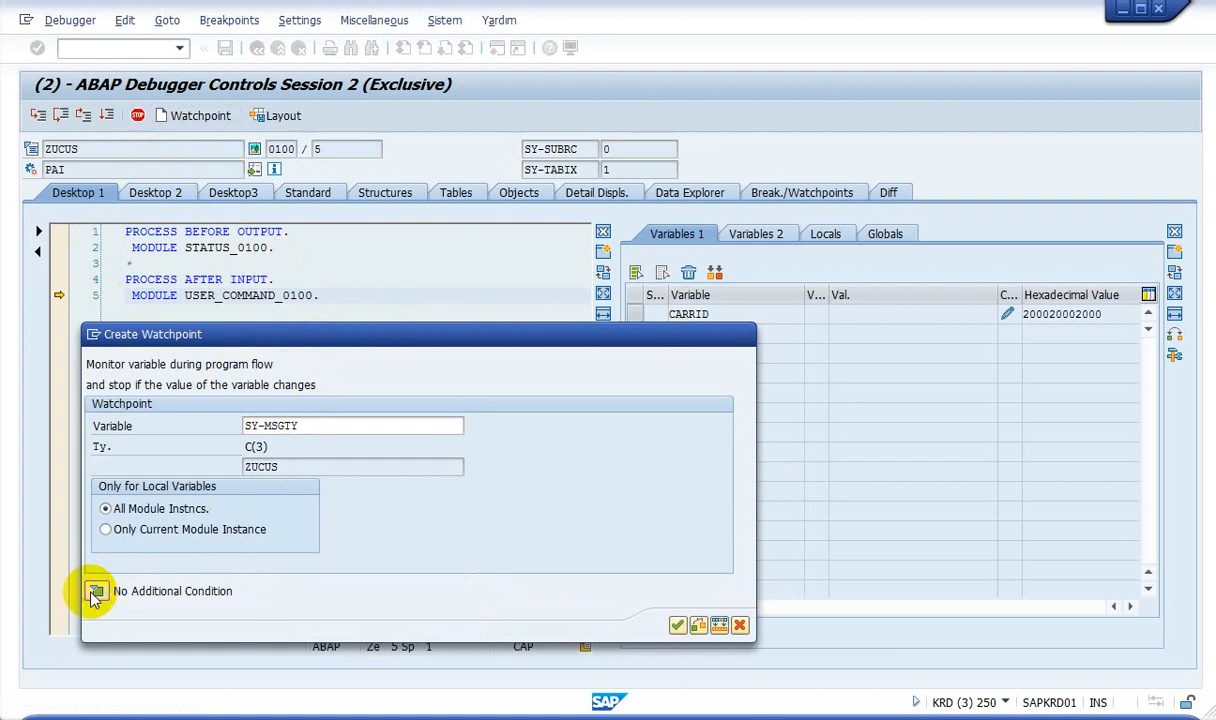 Debugger Edit Goto Breakpoints Settings Miscellaneous Sistem Yardım
(2) - ABAP Debugger Controls Session 2 (Exclusive)
STOP Watchpoint Layout
ZUCUS 0100 / 5 SY-SUBRC 0
PAI SY-TABIX 1
Desktop 1 Desktop 2 Desktop3 Standard Structures Tables Objects Detail Displs. Data Explorer Break./Watchpoints Diff
1 PROCESS BEFORE OUTPUT.
2 MODULE STATUS_0100.
3 *
4 PROCESS AFTER INPUT.
5 MODULE USER_COMMAND_0100.
Variables 1 Variables 2 Locals Globals
S... Variable V... Val. C... Hexadecimal Value
CARRID 200020002000
Create Watchpoint
Monitor variable during program flow
and stop if the value of the variable changes
Watchpoint
Variable SY-MSGTY
Ty. C(3)
ZUCUS
Only for Local Variables
All Module Instncs.
Only Current Module Instance
No Additional Condition
ABAP Ze 5 Sp 1 CAP
SAP KRD (3) 250 SAPKRD01 INS